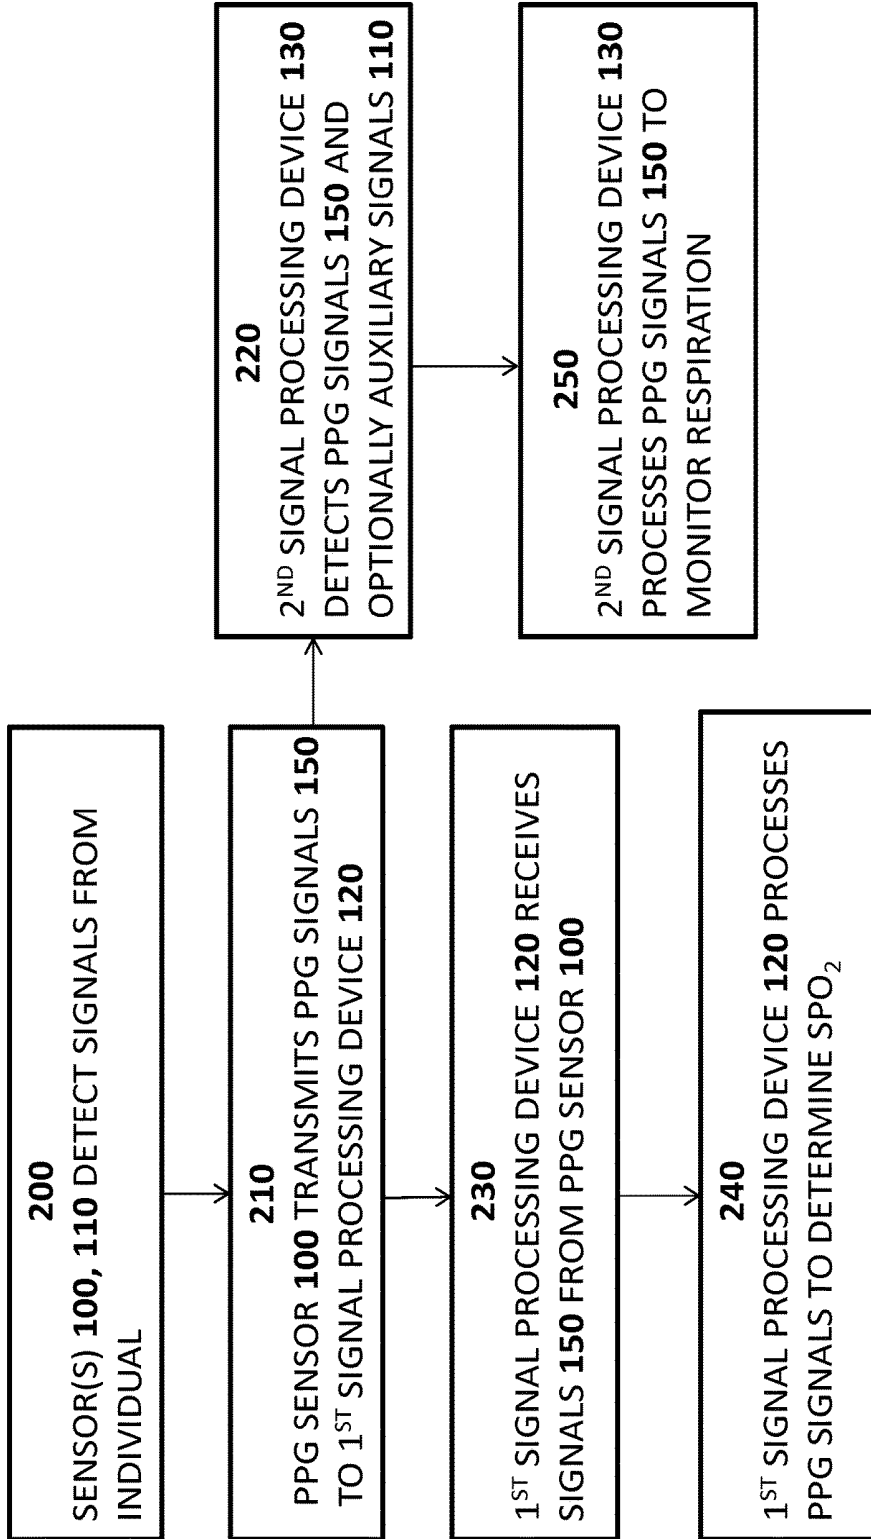 200
SENSOR(S) 100, 110 DETECT SIGNALS FROM
INDIVIDUAL
210
PPG SENSOR 100 TRANSMITS PPG SIGNALS 150
TO 1ST SIGNAL PROCESSING DEVICE 120
220
2ND SIGNAL PROCESSING DEVICE 130
DETECTS PPG SIGNALS 150 AND
OPTIONALLY AUXILIARY SIGNALS 110
230
1ST SIGNAL PROCESSING DEVICE 120 RECEIVES
SIGNALS 150 FROM PPG SENSOR 100
250
2ND SIGNAL PROCESSING DEVICE 130
PROCESSES PPG SIGNALS 150 TO
MONITOR RESPIRATION
240
1ST SIGNAL PROCESSING DEVICE 120 PROCESSES
PPG SIGNALS TO DETERMINE SPO₂